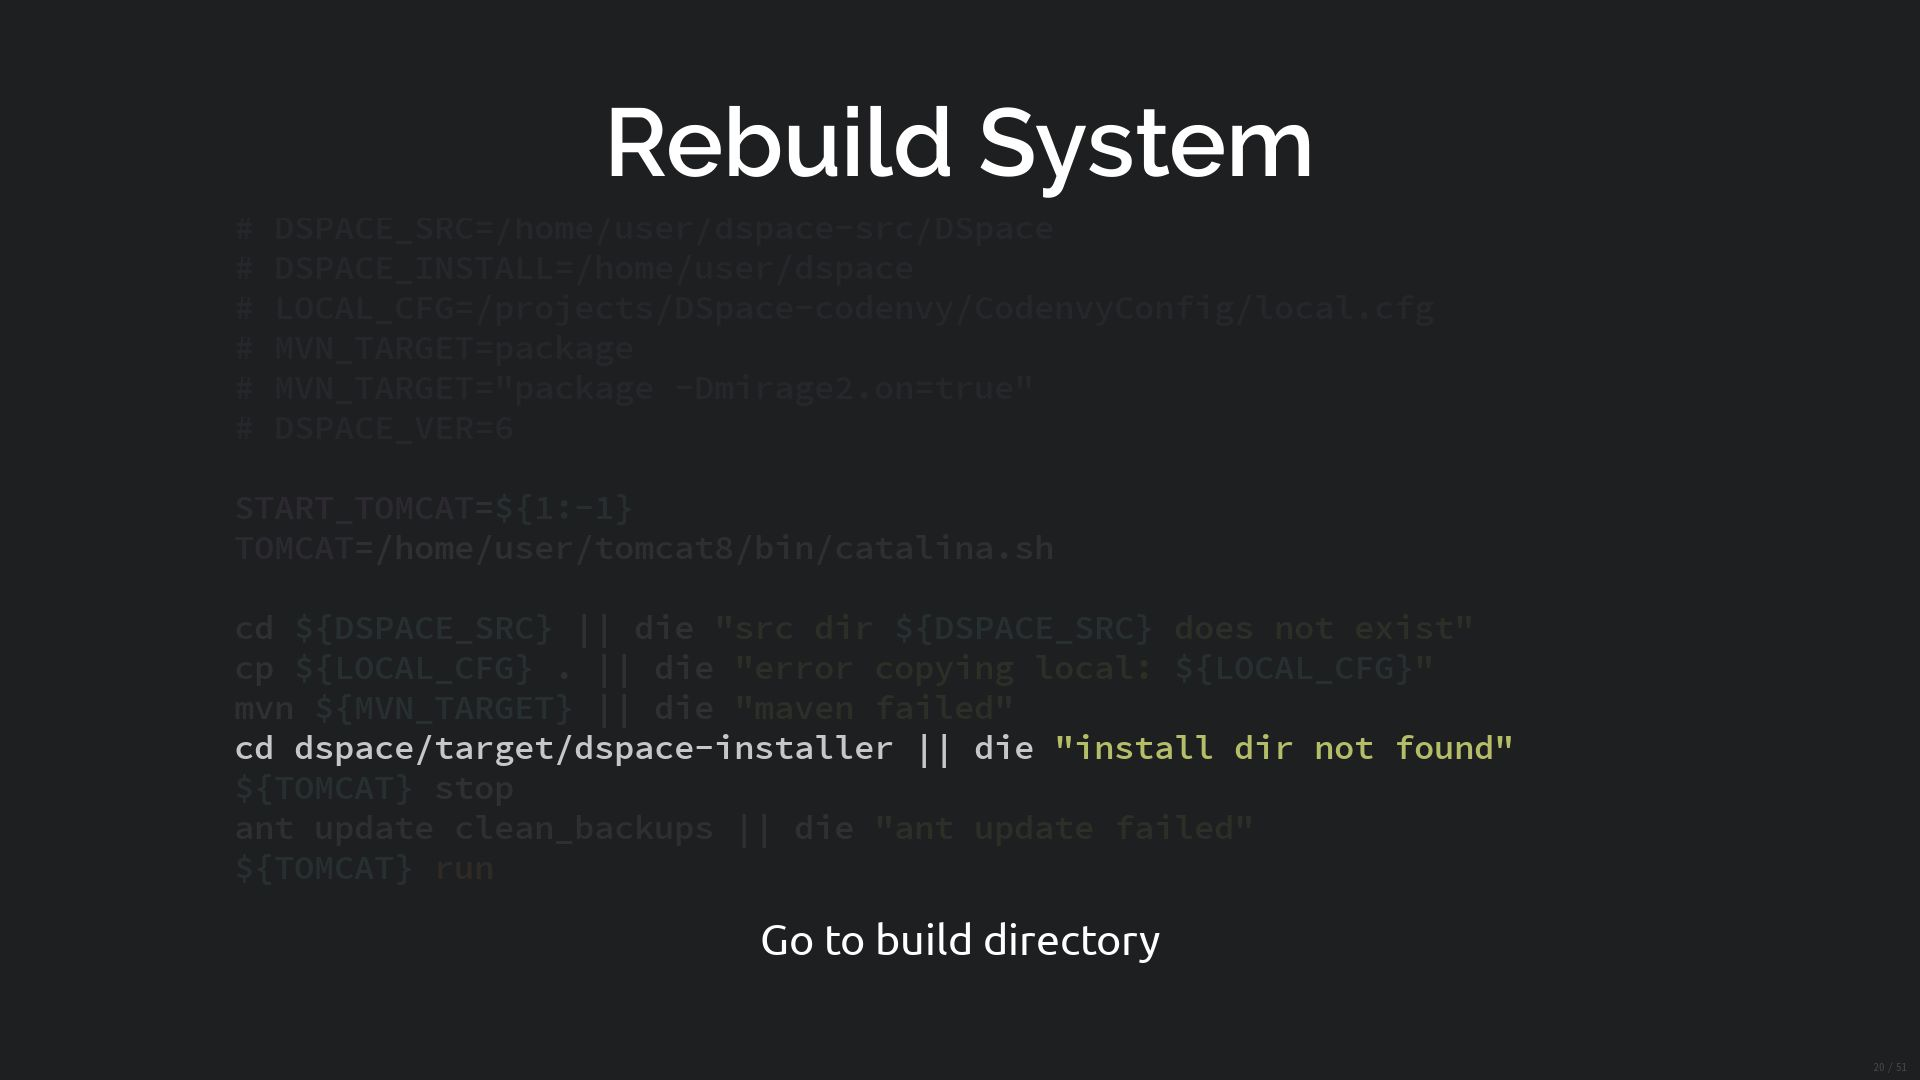 Rebuild System
# DSPACE_SRC=/home/user/dspace-src/DSpace
# DSPACE_INSTALL=/home/user/dspace
# LOCAL_CFG=/projects/DSpace-codenvy/CodenvyConfig/local.cfg
# MVN_TARGET=package
# MVN_TARGET="package -Dmirage2.on=true"
# DSPACE_VER=6
START_TOMCAT=${1:-1}
TOMCAT=/home/user/tomcat8/bin/catalina.sh
cd ${DSPACE_SRC} || die "src dir ${DSPACE_SRC} does not exist"
cp ${LOCAL_CFG} . || die "error copying local: ${LOCAL_CFG}"
mvn ${MVN_TARGET} || die "maven failed"
cd dspace/target/dspace-installer || die "install dir not found"
${TOMCAT} stop
ant update clean_backups || die "ant update failed"
${TOMCAT} run
Go to build directory
20 / 51